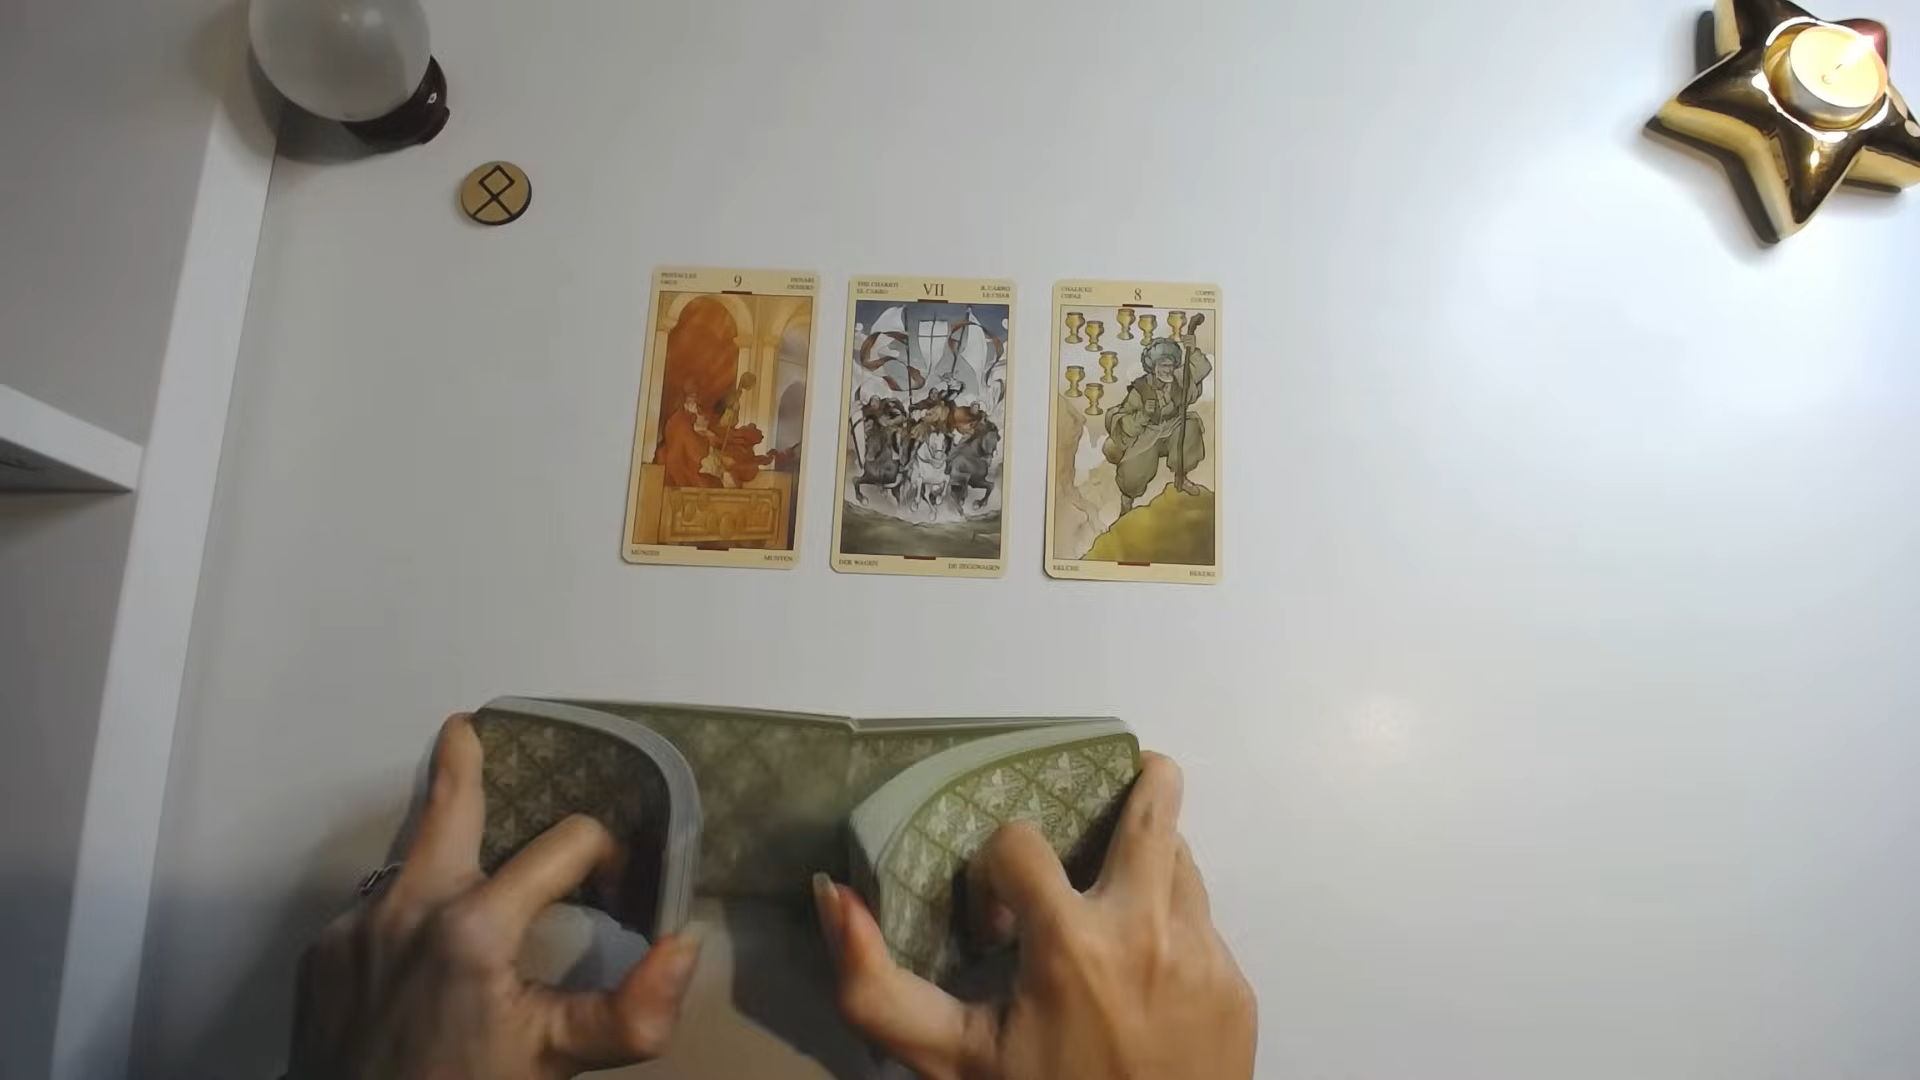 PENTACLES
OROS
9
DENARI
DENIERS
MÜNZEN
MUNTEN
THE CHARIOT
EL CARRO
VII
IL CARRO
LE CHAR
DER WAGEN
DE ZEGEWAGEN
CHALICES
COPAS
8
COPPE
COUPES
KELCHE
BEKERS